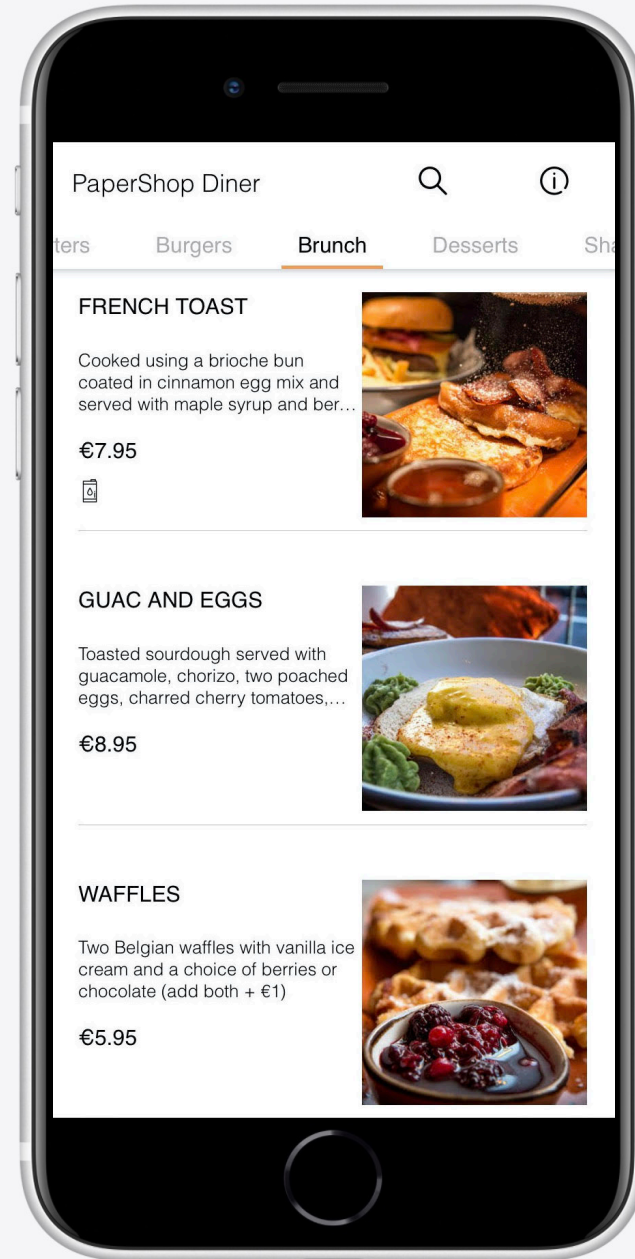 PaperShop Diner
ters Burgers Brunch Desserts Sha
FRENCH TOAST
Cooked using a brioche bun
coated in cinnamon egg mix and
served with maple syrup and ber…
€7.95
GUAC AND EGGS
Toasted sourdough served with
guacamole, chorizo, two poached
eggs, charred cherry tomatoes,…
€8.95
WAFFLES
Two Belgian waffles with vanilla ice
cream and a choice of berries or
chocolate (add both + €1)
€5.95